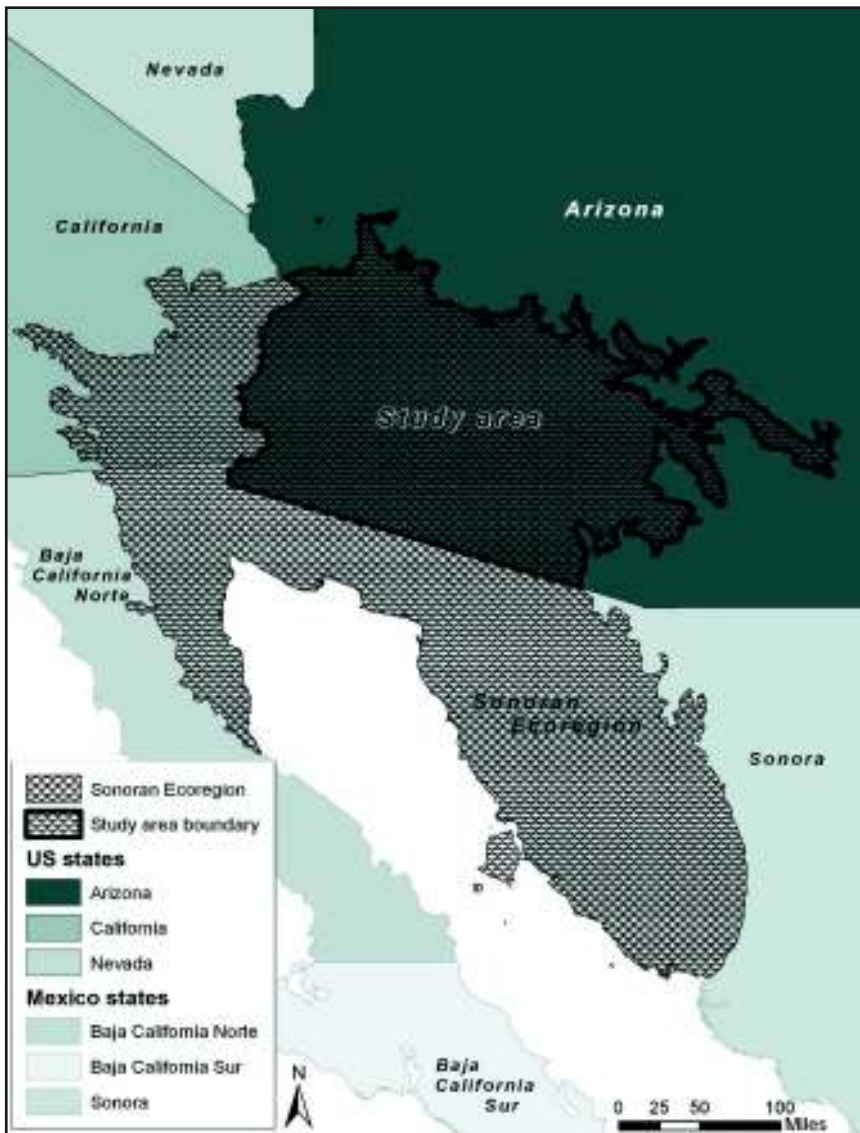 Nevada
Arizona
California
Study area
Baja
California
Norte
Sonoran
Ecoregion
Sonora
Sonoran Ecoregion
Study area boundary
US states
Arizona
California
Nevada
Mexico states
Baja California Norte
Baja California Sur
Sonora
N
Baja
California
Sur
0 25 50 100
Miles